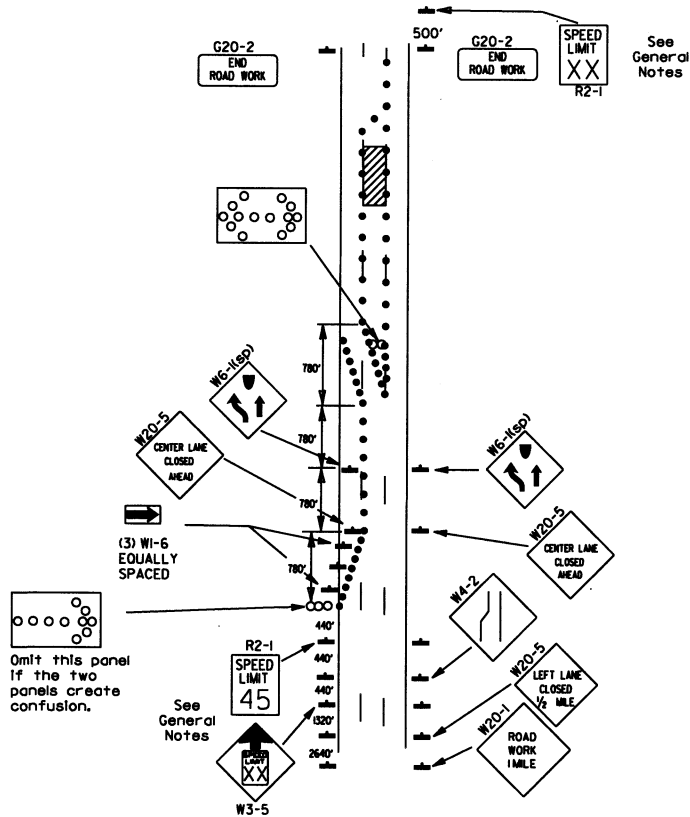 500'
G20-2
END
ROAD WORK
G20-2
END
ROAD WORK
SPEED
LIMIT
XX
R2-1
See
General
Notes
780'
W6-1(sp)
780'
W20-5
CENTER LANE
CLOSED
AHEAD
780'
W6-1(sp)
(3) W1-6
EQUALLY
SPACED
780'
W20-5
CENTER LANE
CLOSED
AHEAD
Omit this panel
if the two
panels create
confusion.
440'
W4-2
R2-1
SPEED
LIMIT
45
440'
440'
W20-5
LEFT LANE
CLOSED
1/2 MILE
See
General
Notes
1320'
W20-1
ROAD
WORK
1 MILE
2640'
SPEED
LIMIT
XX
W3-5